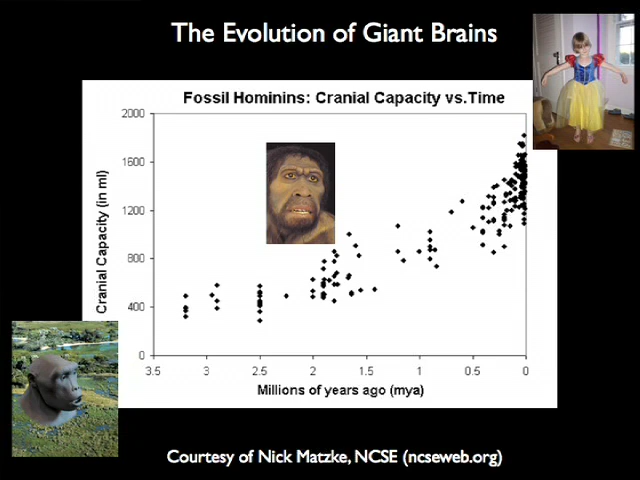 The Evolution of Giant Brains
Fossil Hominins: Cranial Capacity vs.Time
Cranial Capacity (in ml)
2000
1600
1200
800
400
0
3.5 3 2.5 2 1.5 1 0.5 0
Millions of years ago (mya)
Courtesy of Nick Matzke, NCSE (ncseweb.org)